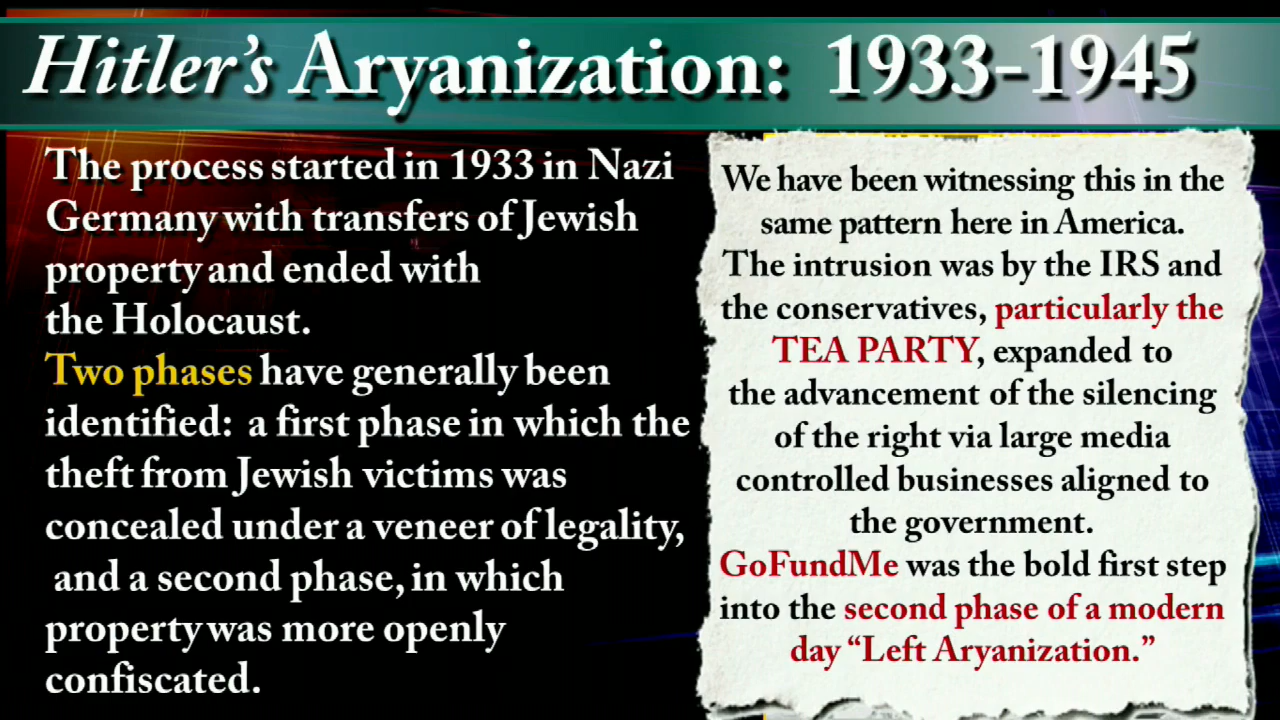 Hitler's Aryanization: 1933-1945
The process started in 1933 in Nazi
Germany with transfers of Jewish
property and ended with
the Holocaust.
Two phases have generally been
identified: a first phase in which the
theft from Jewish victims was
concealed under a veneer of legality,
and a second phase, in which
property was more openly
confiscated.
We have been witnessing this in the
same pattern here in America.
The intrusion was by the IRS and
the conservatives, particularly the
TEA PARTY, expanded to
the advancement of the silencing
of the right via large media
controlled businesses aligned to
the government.
GoFundMe was the bold first step
into the second phase of a modern
day “Left Aryanization.”